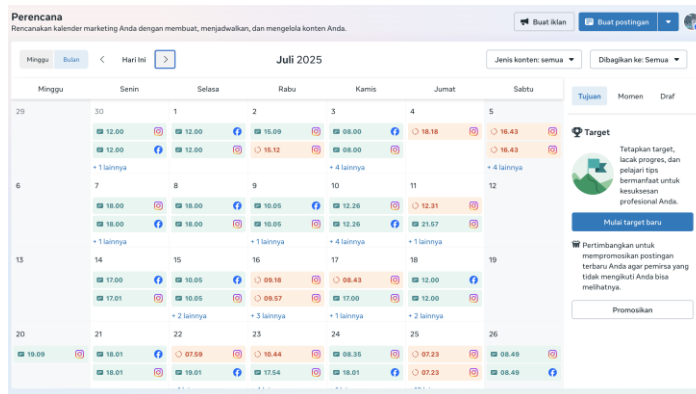 Perencana
Rencanakan kalender marketing Anda dengan membuat, menjadwalkan, dan mengelola konten Anda.
Buat iklan
Buat postingan
Minggu Bulan Hari Ini
Juli 2025
Jenis konten: semua
Dibagikan ke: Semua
Minggu Senin Selasa Rabu Kamis Jumat Sabtu
29 30 1 2 3 4 5
12.00 12.00 15.09 08.00 18.18 16.43
12.00 12.00 15.12 08.00 16.43
+ 1 lainnya + 4 lainnya + 4 lainnya
6 7 8 9 10 11 12
18.00 18.00 10.05 12.26 12.31
18.00 18.00 10.05 12.26 21.57
+ 1 lainnya + 1 lainnya + 4 lainnya + 1 lainnya
13 14 15 16 17 18 19
17.00 10.05 09.18 08.43 12.00
17.01 10.05 09.57 17.00 12.00
+ 2 lainnya + 3 lainnya + 1 lainnya + 2 lainnya
20 21 22 23 24 25 26
19.09 18.01 07.59 10.44 08.35 07.23 08.49
18.01 19.01 17.54 18.01 07.23 08.49
Tujuan Momen Draf
Target
Tetapkan target,
lacak progres, dan
pelajari tips
bermanfaat untuk
kesuksesan
profesional Anda.
Mulai target baru
Pertimbangkan untuk
mempromosikan postingan
terbaru Anda agar pemirsa yang
tidak mengikuti Anda bisa
melihatnya.
Promosikan